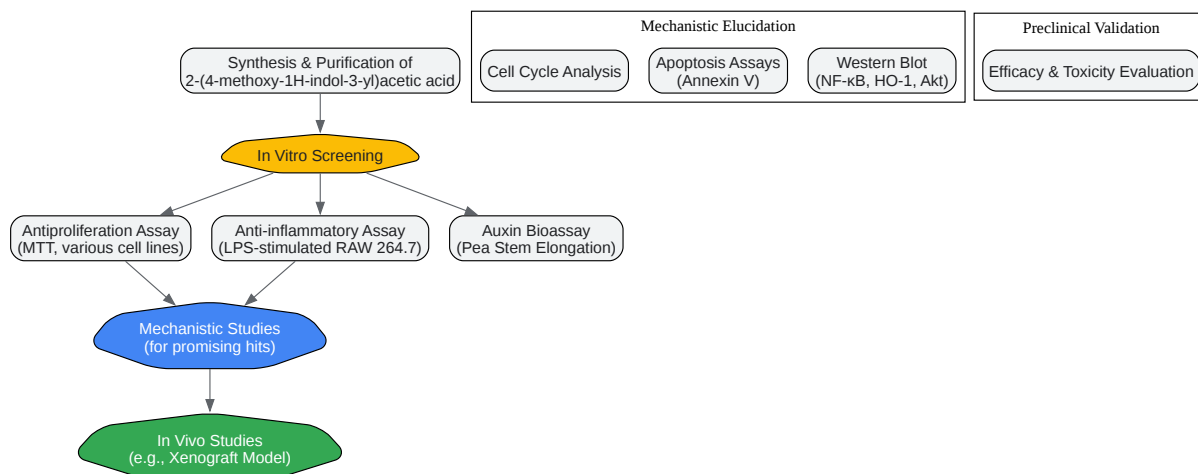 Synthesis & Purification of
2-(4-methoxy-1H-indol-3-yl)acetic acid
Mechanistic Elucidation
Cell Cycle Analysis
Apoptosis Assays
(Annexin V)
Western Blot
(NF-κB, HO-1, Akt)
Preclinical Validation
Efficacy & Toxicity Evaluation
In Vitro Screening
Antiproliferation Assay
(MTT, various cell lines)
Anti-inflammatory Assay
(LPS-stimulated RAW 264.7)
Auxin Bioassay
(Pea Stem Elongation)
Mechanistic Studies
(for promising hits)
In Vivo Studies
(e.g., Xenograft Model)